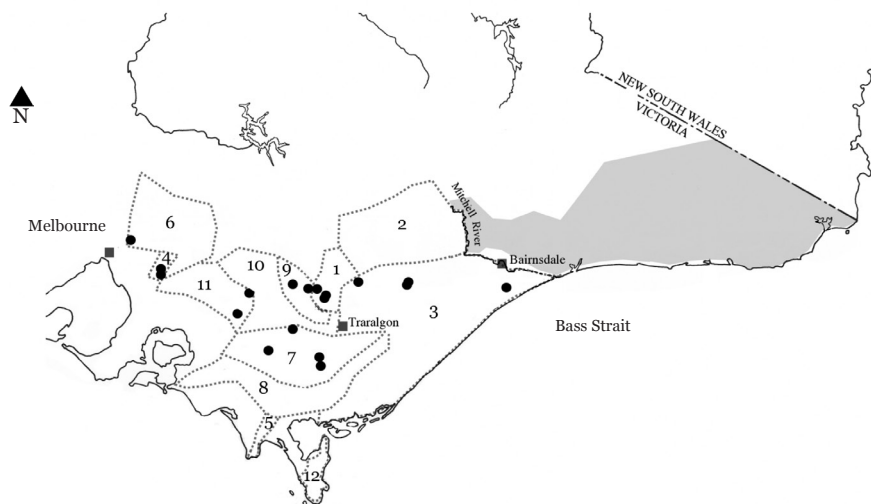 NEW SOUTH WALES
VICTORIA
N
Mitchell River
6
2
Melbourne
4
10
9
1
Bairnsdale
11
3
Traralgon
Bass Strait
7
8
5
12